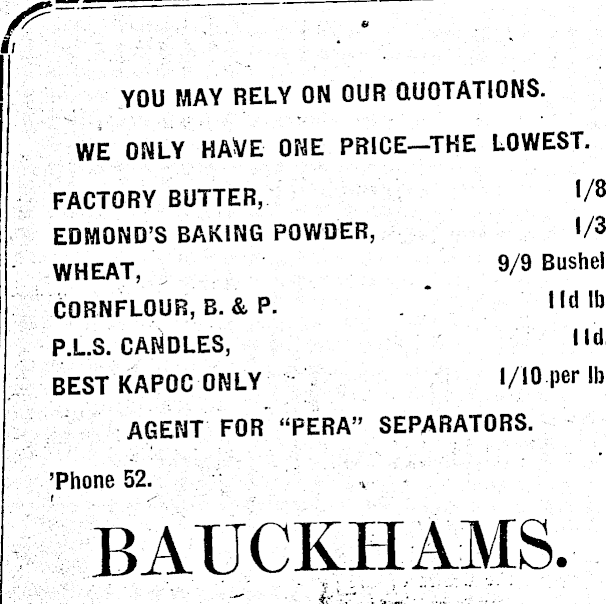 YOU MAY RELY ON OUR QUOTATIONS.
WE ONLY HAVE ONE PRICE—THE LOWEST.
FACTORY BUTTER, 1/8
EDMOND'S BAKING POWDER, 1/3
WHEAT, 9/9 Bushel
CORNFLOUR, B. & P. 11d lb
P.L.S. CANDLES, 11d.
BEST KAPOC ONLY 1/10 per lb
AGENT FOR “PERA” SEPARATORS.
'Phone 52.
BAUCKHAMS.